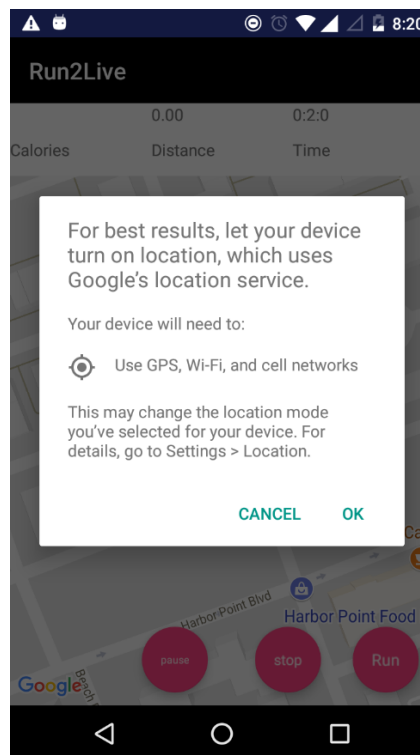 8:20
Run2Live
0.00 0:2:0
Calories Distance Time
For best results, let your device
turn on location, which uses
Google's location service.
Your device will need to:
Use GPS, Wi-Fi, and cell networks
This may change the location mode
you've selected for your device. For
details, go to Settings > Location.
CANCEL OK
Ca
Harbor Point Blvd
Harbor Point Food
pause stop Run
Google
Bench